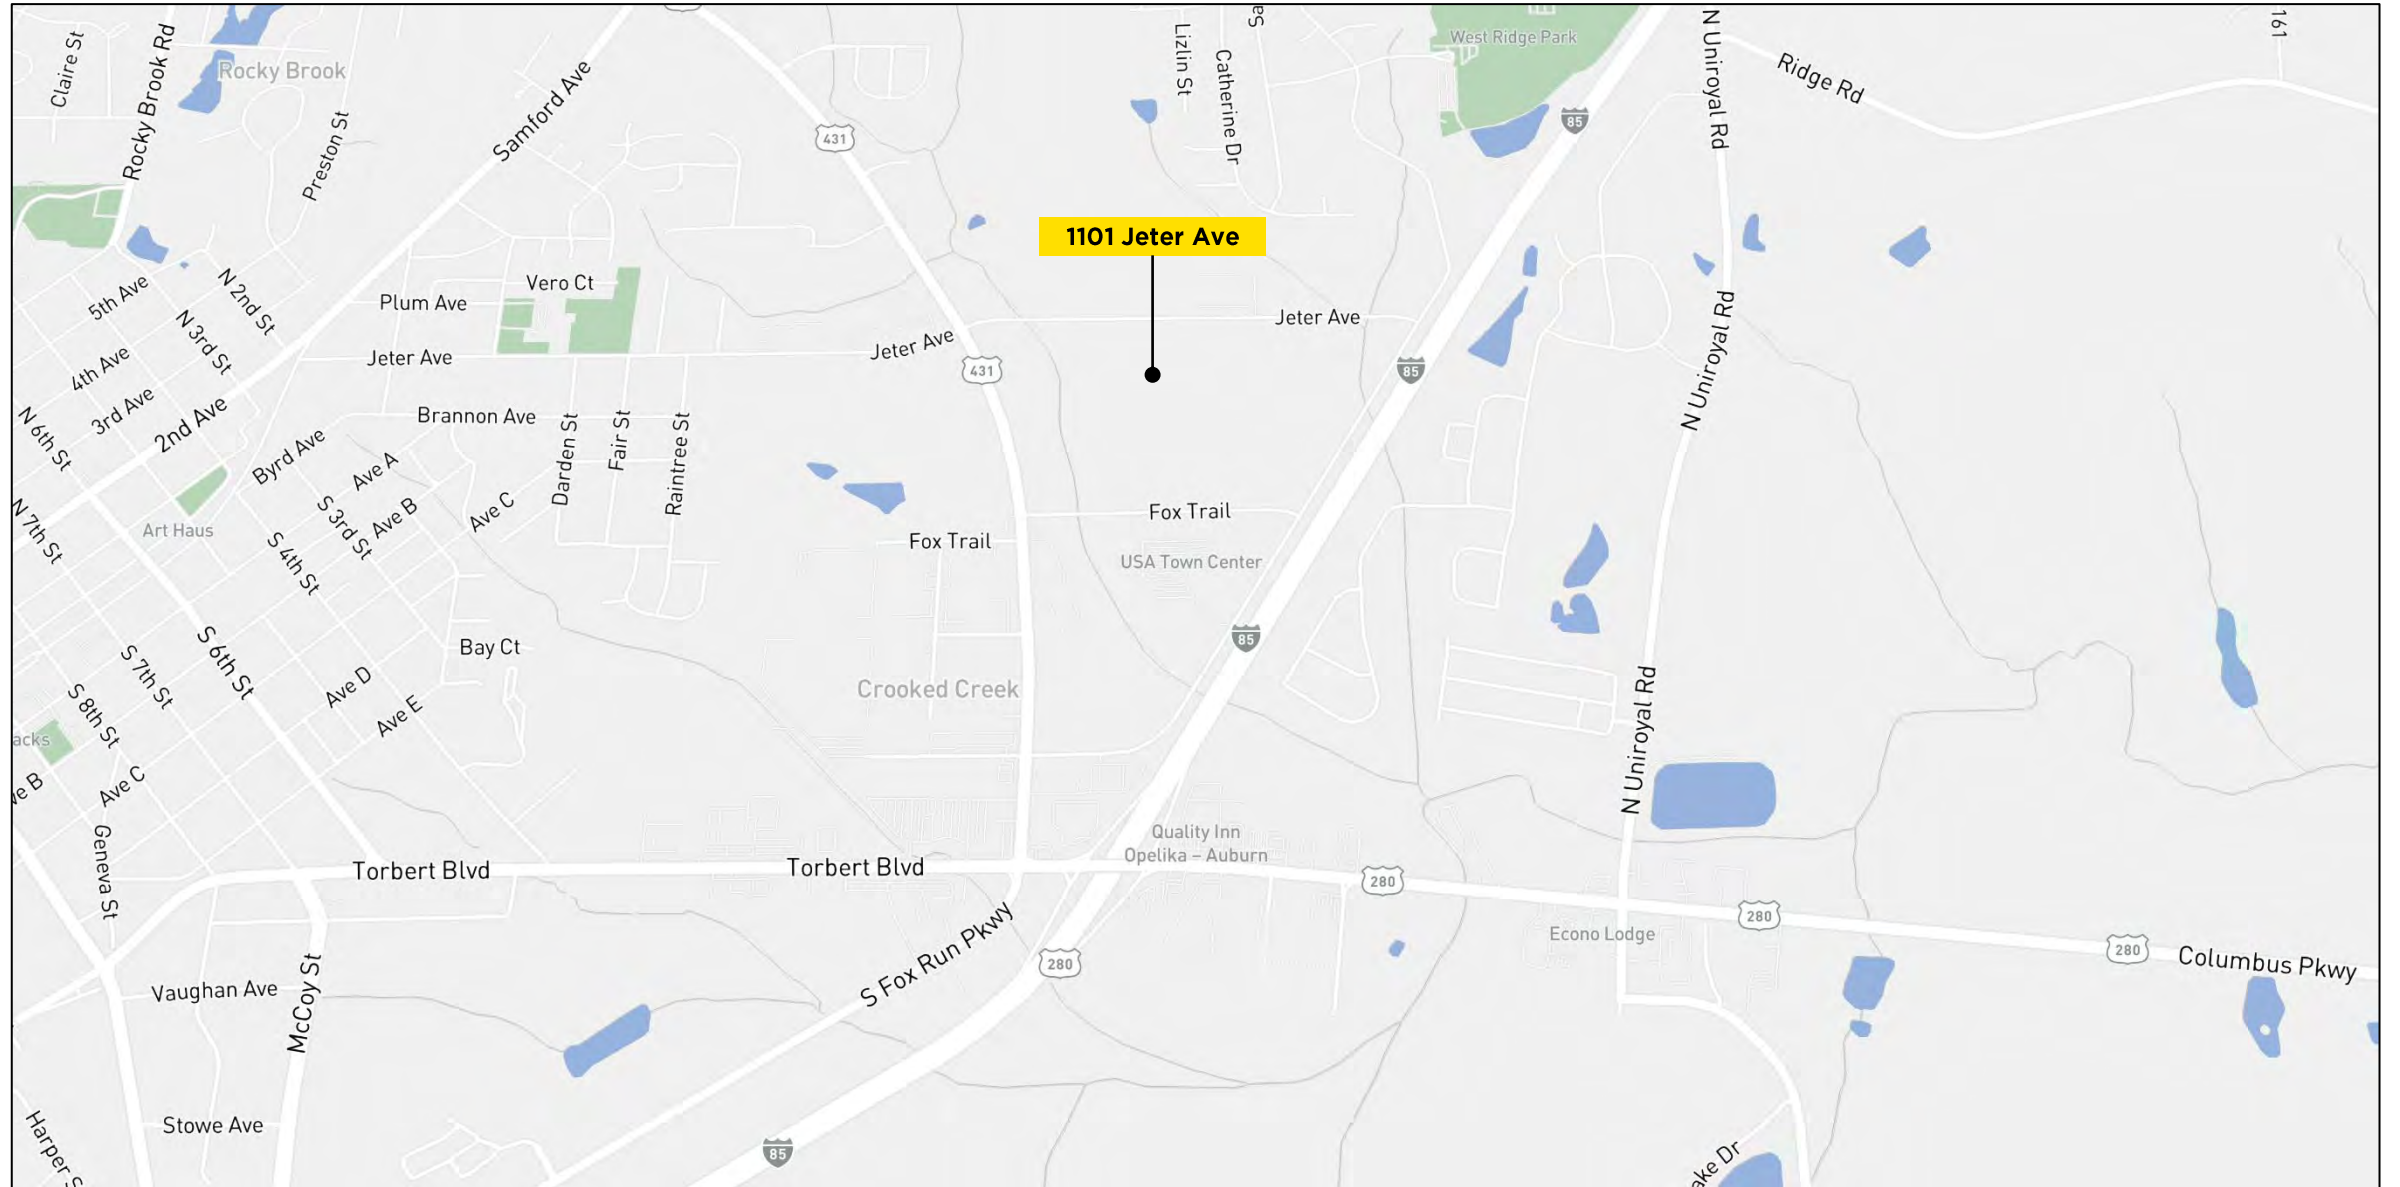 Claire St
Rocky Brook Rd
Rocky Brook
Preston St
Samford Ave
431
Lizlin St
Catherine Dr
West Ridge Park
85
N Uniroyal Rd
Ridge Rd
161
1101 Jeter Ave
5th Ave
N 2nd St
N 3rd St
4th Ave
3rd Ave
2nd Ave
N 6th St
N 7th St
Plum Ave
Vero Ct
Jeter Ave
Jeter Ave
Jeter Ave
431
85
N Uniroyal Rd
Brannon Ave
Byrd Ave
Ave A
Ave B
Ave C
Darden St
Fair St
Raintree St
Art Haus
S 3rd St
S 4th St
Fox Trail
Fox Trail
USA Town Center
85
S 6th St
S 7th St
S 8th St
Bay Ct
Ave D
Ave E
Crooked Creek
N Uniroyal Rd
acks
ve B
Ave C
Geneva St
Torbert Blvd
Torbert Blvd
Quality Inn
Opelika – Auburn
280
280
280
Columbus Pkwy
Econo Lodge
S Fox Run Pkwy
280
Vaughan Ave
McCoy St
Stowe Ave
Harper S
85
ake Dr